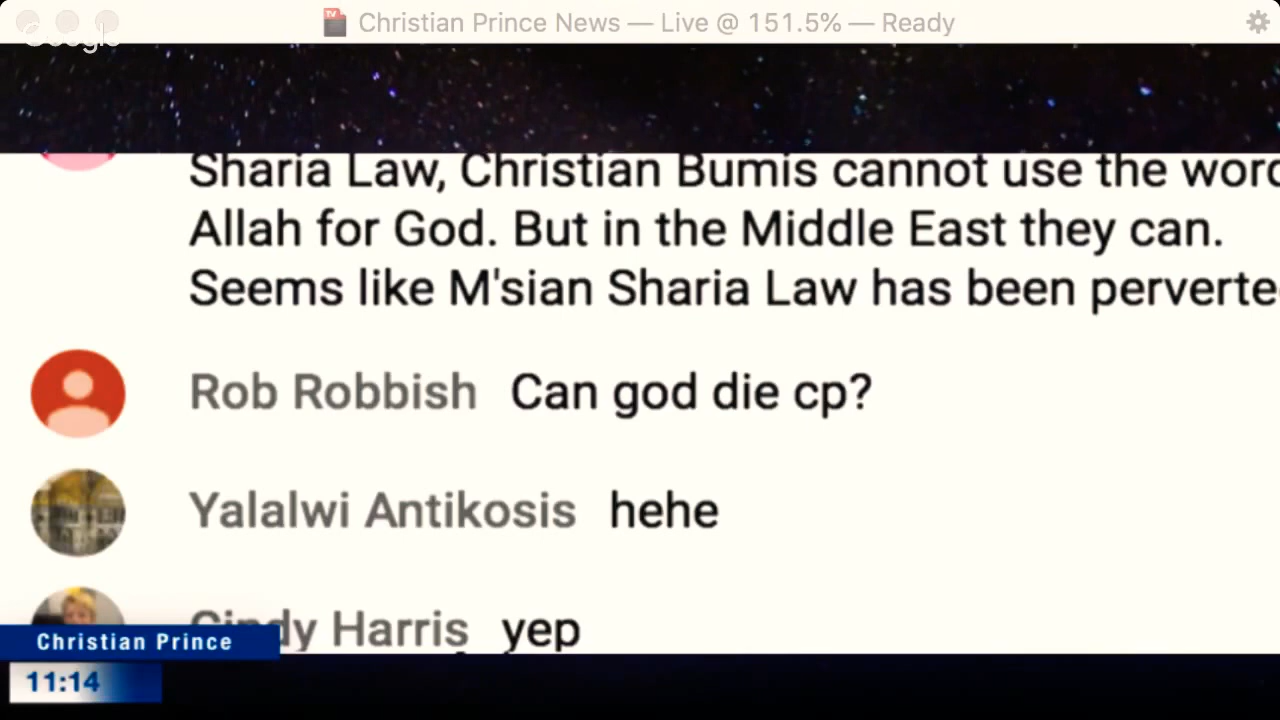 Christian Prince News — Live @ 151.5% — Ready
Google
Sharia Law, Christian Bumis cannot use the
Allah for God. But in the Middle East they can.
Seems like M'sian Sharia Law has been
Rob Robbish Can god die cp?
Yalalwi Antikosis hehe
Cindy Harris yep
Christian Prince
11:14